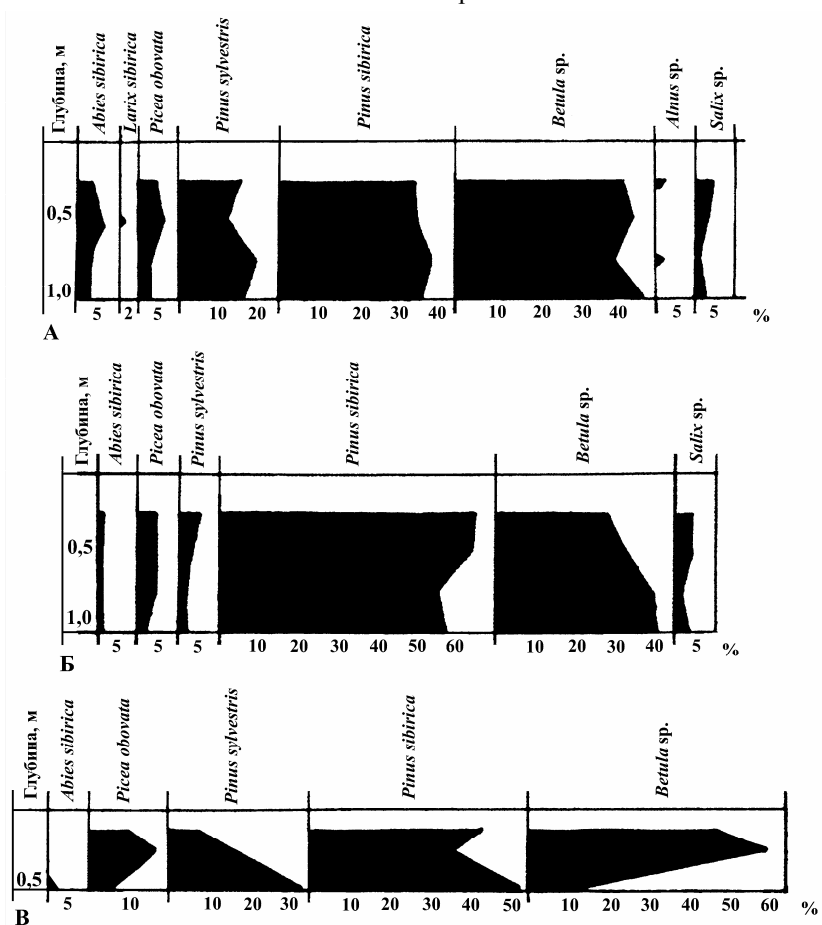 Глубина, м Abies sibirica Larix sibirica Picea obovata Pinus sylvestris Pinus sibirica Betula sp. Alnus sp. Salix sp.
0,5
1,0
5 2 5 10 20 10 20 30 40 10 20 30 40 5 5 %
А
Глубина, м Abies sibirica Picea obovata Pinus sylvestris Pinus sibirica Betula sp. Salix sp.
0,5
1,0
5 5 5 10 20 30 40 50 60 10 20 30 40 5 %
Б
Глубина, м Abies sibirica Picea obovata Pinus sylvestris Pinus sibirica Betula sp.
0,5
5 10 10 20 30 10 20 30 40 50 10 20 30 40 50 60 %
В